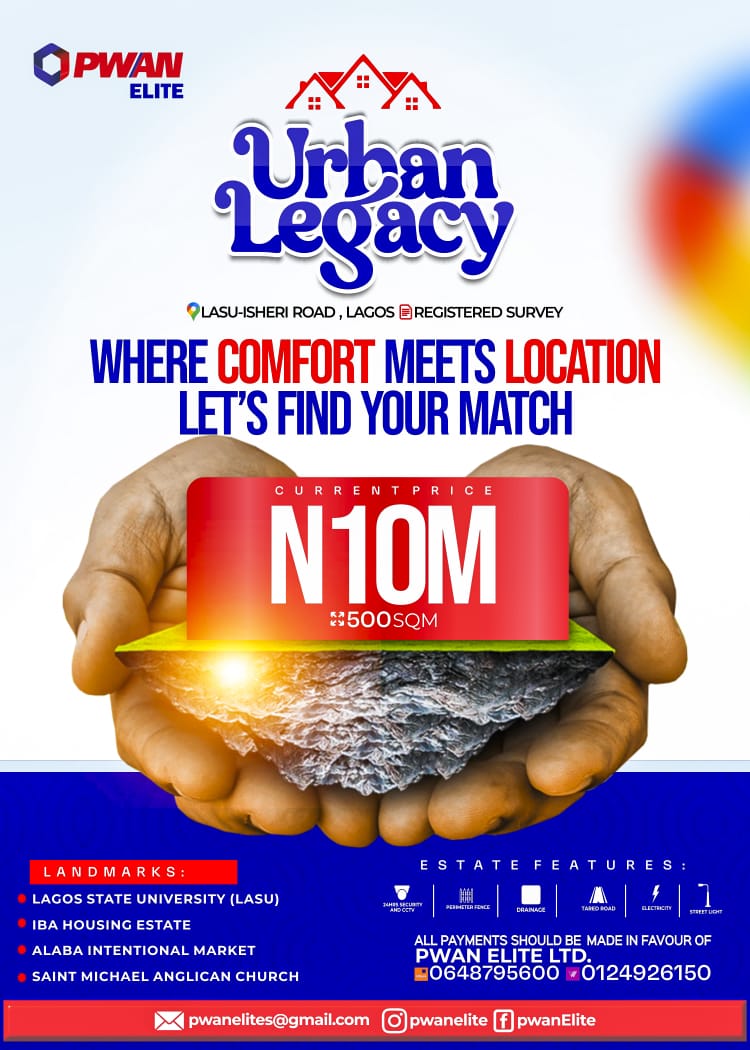 PWAN
ELITE
Urban
Legacy
LASU-ISHERI ROAD , LAGOS REGISTERED SURVEY
WHERE COMFORT MEETS LOCATION
LET'S FIND YOUR MATCH
CURRENT PRICE
N10M
500SQM
LANDMARKS:
LAGOS STATE UNIVERSITY (LASU)
IBA HOUSING ESTATE
ALABA INTENTIONAL MARKET
SAINT MICHAEL ANGLICAN CHURCH
ESTATE FEATURES:
24HRS SECURITY
AND CCTV
PERIMETER FENCE
DRAINAGE
TARED ROAD
ELECTRICITY
STREET LIGHT
ALL PAYMENTS SHOULD BE MADE IN FAVOUR OF
PWAN ELITE LTD.
0648795600 0124926150
pwanelites@gmail.com pwanelite pwanElite